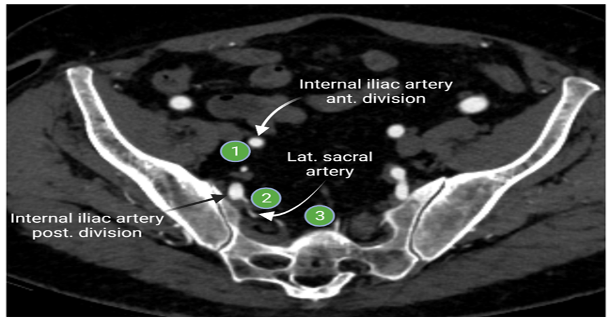 Internal iliac artery
ant. division
1
Lat. sacral
artery
2
3
Internal iliac artery
post. division